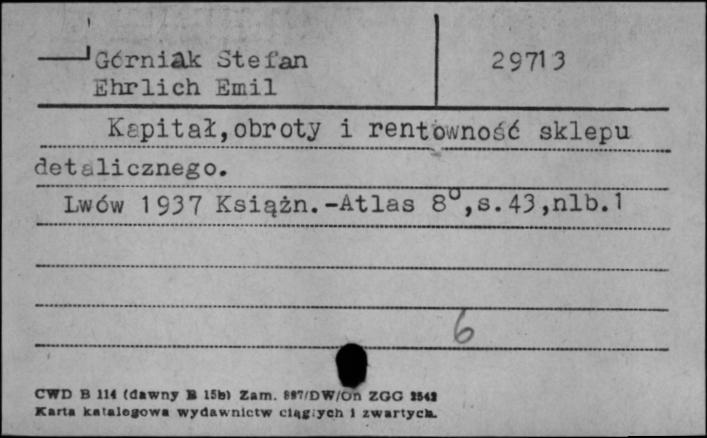 Górniak Stefan 29713
Ehrlich Emil
Kapitał,obroty i rentowność sklepu
detalicznego.
Lwów 1937 Książn.-Atlas 8°,s.43,nlb.1
6
CWD B 114 (dawny B 15b) Zam. 897/DW/On ZGG 2542
Karta katalogowa wydawnictw ciągłych i zwartych.